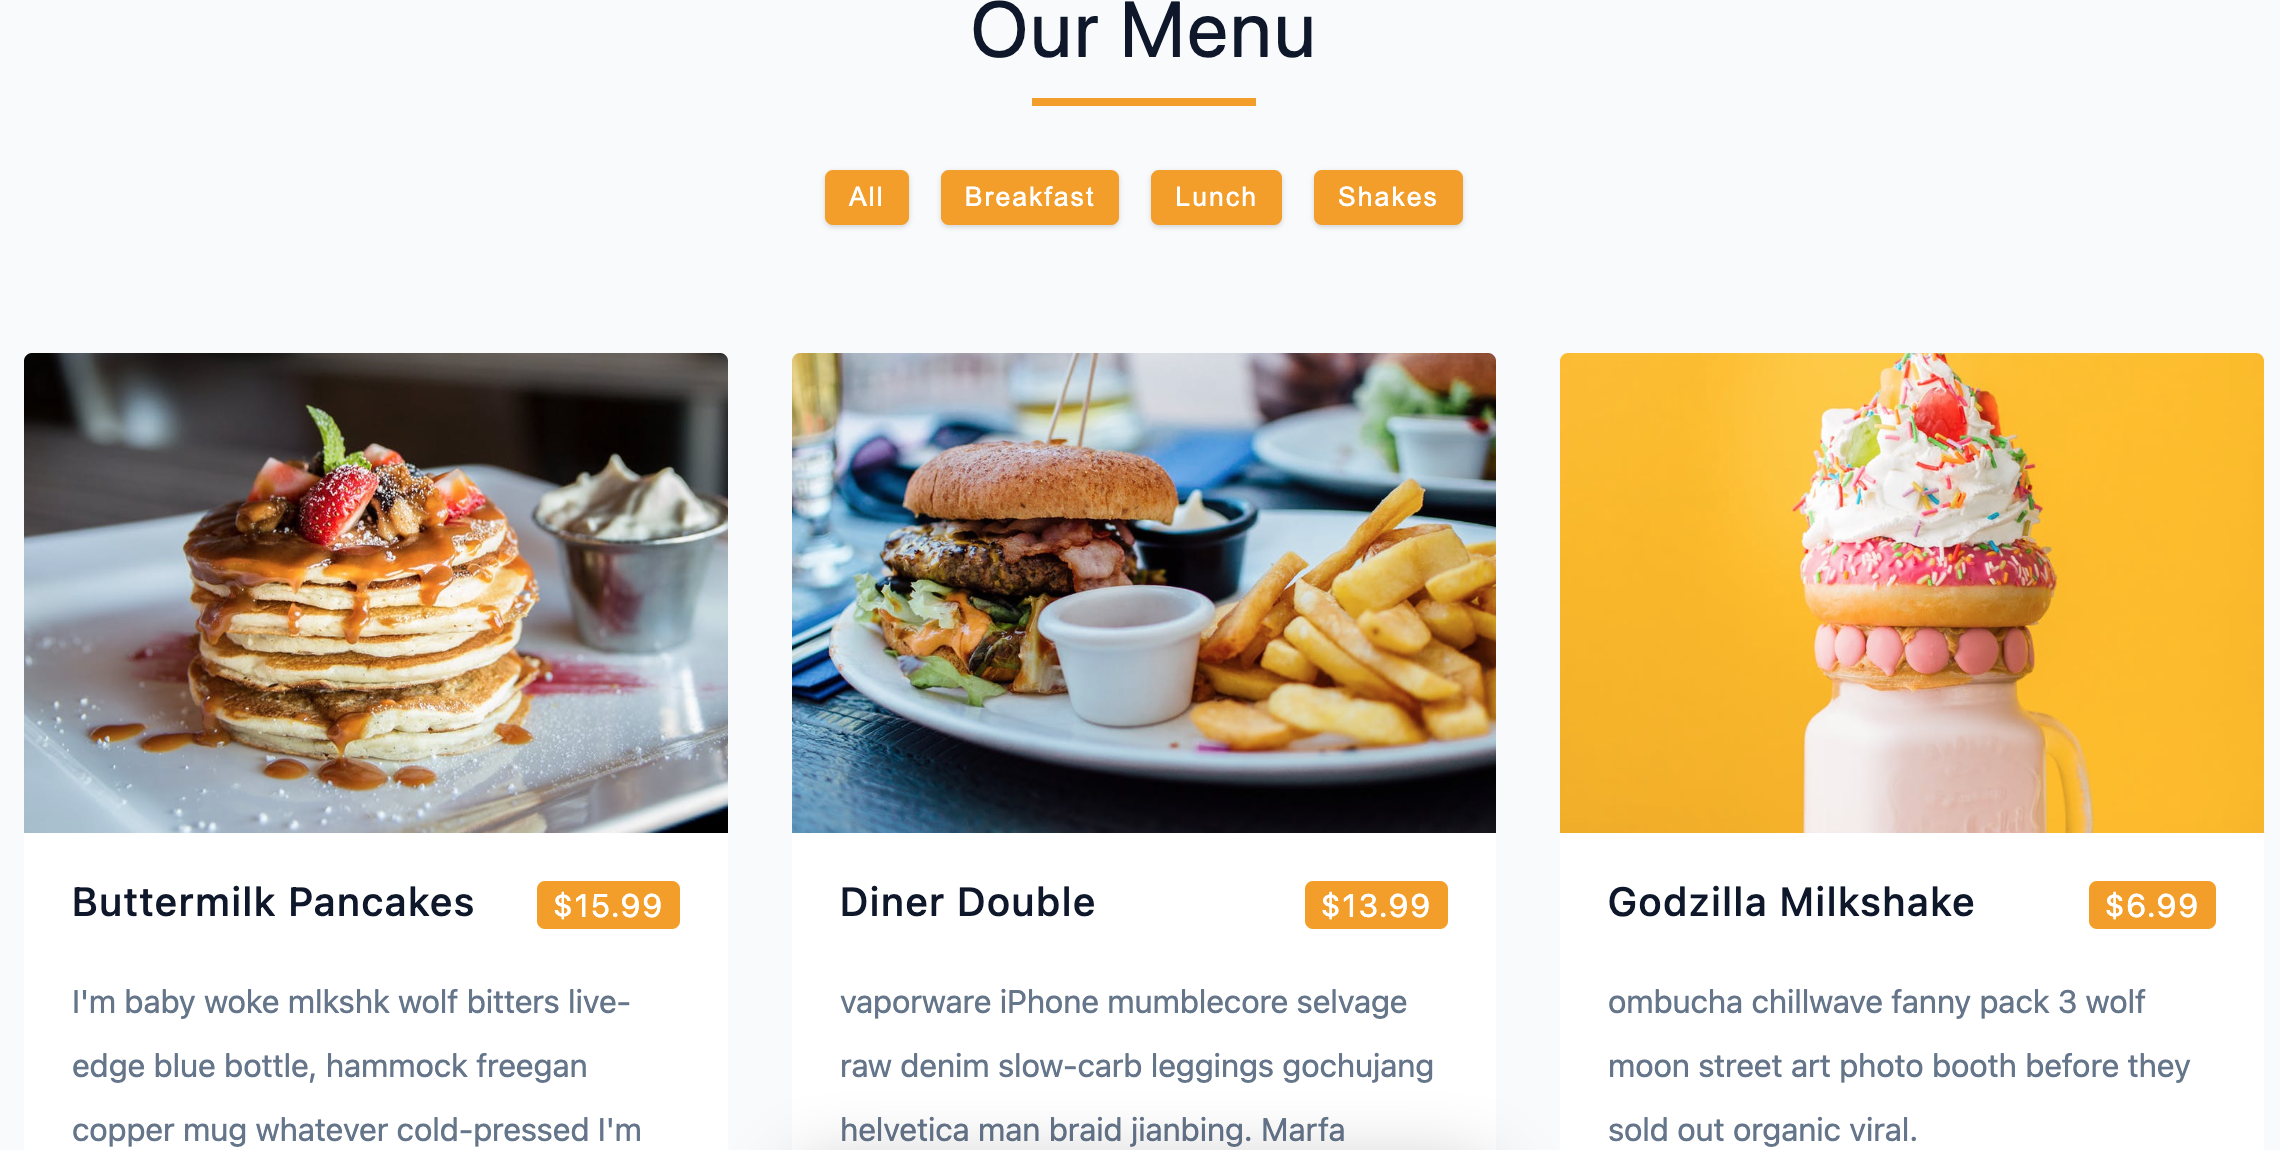 Our Menu
All Breakfast Lunch Shakes
Buttermilk Pancakes $15.99
I'm baby woke mlkshk wolf bitters live-
edge blue bottle, hammock freegan
copper mug whatever cold-pressed I'm
Diner Double $13.99
vaporware iPhone mumblecore selvage
raw denim slow-carb leggings gochujang
helvetica man braid jianbing. Marfa
Godzilla Milkshake $6.99
ombucha chillwave fanny pack 3 wolf
moon street art photo booth before they
sold out organic viral.